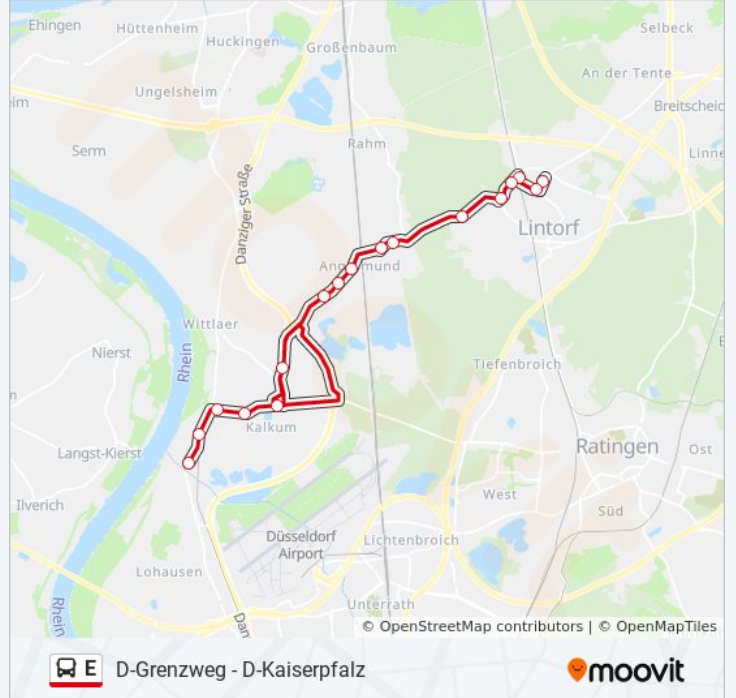 Ehingen
Hüttenheim
Selbeck
Huckingen
Großenbaum
An der Tente
Ungelsheim
Breitscheid
eim
Rahm
Serm
Linne
Danziger Straße
Lintorf
Angermund
Wittlaer
Rhein
Nierst
Tiefenbroich
E
Kalkum
Langst-Kierst
Ratingen
Ost
West
Ilverich
Süd
Düsseldorf
Airport
Lichtenbroich
Lohausen
Unterrath
Rhein
Dan
© OpenStreetMap contributors | © OpenMapTiles
E D-Grenzweg - D-Kaiserpfalz
moovit